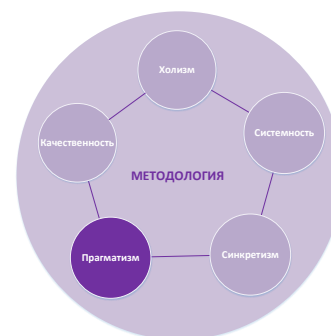 Холизм
Качественность
Системность
МЕТОДОЛОГИЯ
Прагматизм
Синкретизм